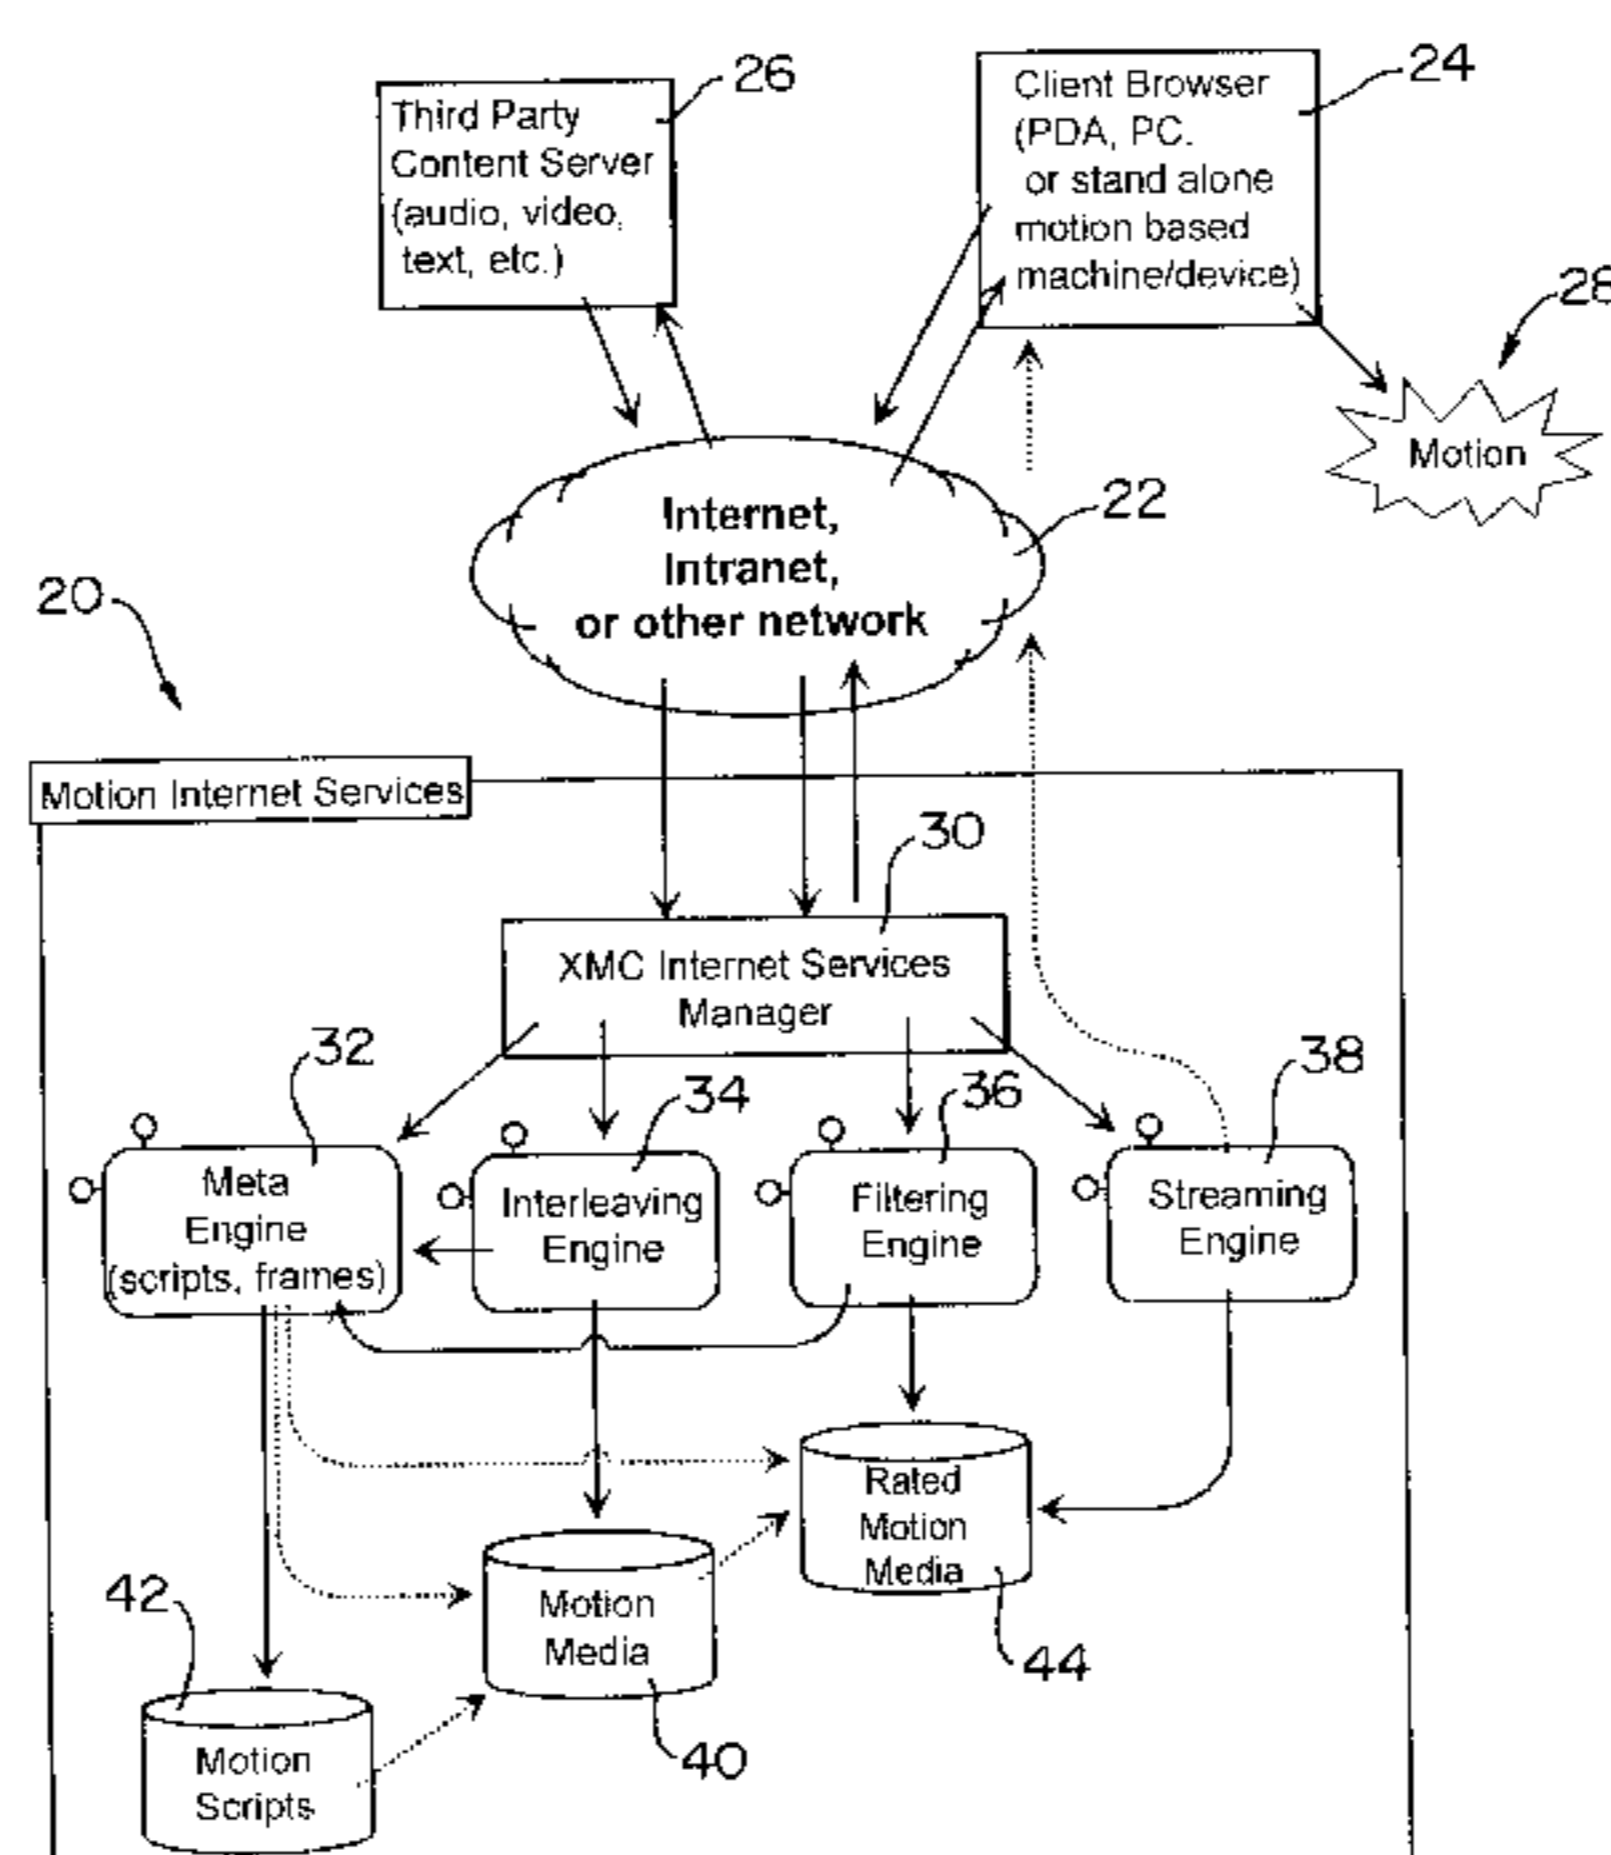 26
Third Party
Content Server
(audio, video,
text, etc.)
24
Client Browser
(PDA, PC.
or stand alone
motion based
machine/device)
28
Motion
Internet,
Intranet,
or other network
22
20
Motion Internet Services
30
XMC Internet Services
Manager
32
Meta
Engine
(scripts, frames)
34
Interleaving
Engine
36
Filtering
Engine
38
Streaming
Engine
Rated
Motion
Media
44
Motion
Media
40
42
Motion
Scripts